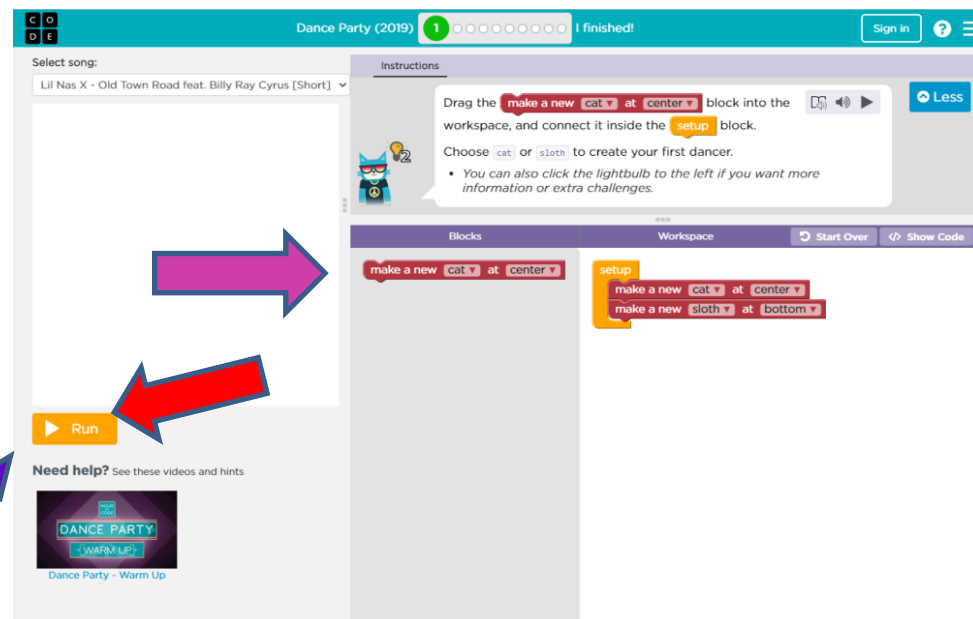 C O
D E
Dance Party (2019) 1 I finished!
Sign in ?
Select song:
Lil Nas X - Old Town Road feat. Billy Ray Cyrus [Short]
Instructions
Drag the make a new cat at center block into the
workspace, and connect it inside the setup block.
Choose cat or sloth to create your first dancer.
• You can also click the lightbulb to the left if you want more
information or extra challenges.
2
Less
Blocks
Workspace
Start Over
</> Show Code
make a new cat at center
setup
make a new cat at center
make a new sloth at bottom
Run
Need help? See these videos and hints
HOUR OF CODE
DANCE PARTY
WARM UP
Dance Party - Warm Up